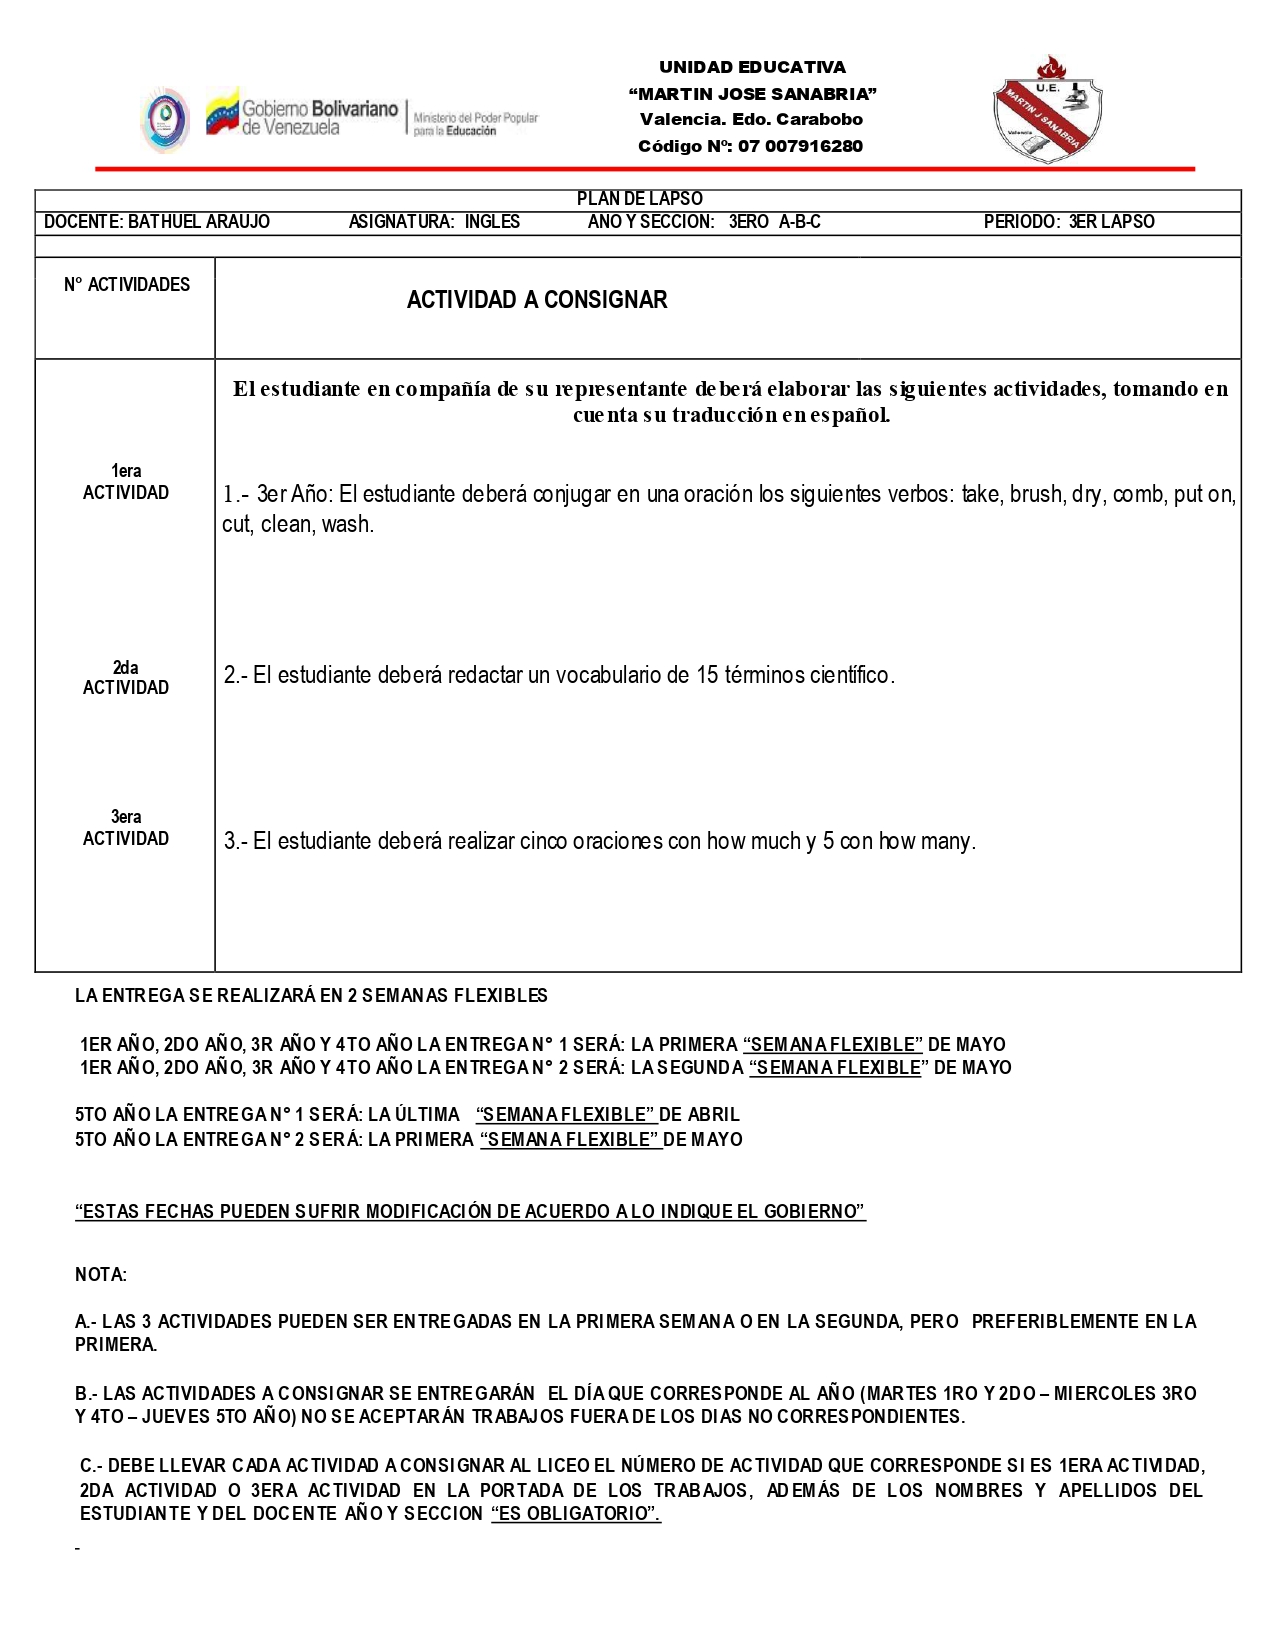 UNIDAD EDUCATIVA
“MARTIN JOSE SANABRIA”
Valencia. Edo. Carabobo
Código Nº: 07 007916280
Gobierno Bolivariano
de Venezuela
Ministerio del Poder Popular
para la Educación
U.E.
MARTIN J SANABRIA
Valencia
PLAN DE LAPSO
DOCENTE: BATHUEL ARAUJO ASIGNATURA: INGLES ANO Y SECCION: 3ERO A-B-C PERIODO: 3ER LAPSO
N° ACTIVIDADES
ACTIVIDAD A CONSIGNAR
El estudiante en compañía de su representante deberá elaborar las siguientes actividades, tomando en
cuenta su traducción en español.
1era
ACTIVIDAD
1.- 3er Año: El estudiante deberá conjugar en una oración los siguientes verbos: take, brush, dry, comb, put on,
cut, clean, wash.
2da
ACTIVIDAD
2.- El estudiante deberá redactar un vocabulario de 15 términos científico.
3era
ACTIVIDAD
3.- El estudiante deberá realizar cinco oraciones con how much y 5 con how many.
LA ENTREGA SE REALIZARÁ EN 2 SEMANAS FLEXIBLES
1ER AÑO, 2DO AÑO, 3R AÑO Y 4TO AÑO LA ENTREGA N° 1 SERÁ: LA PRIMERA “SEMANA FLEXIBLE” DE MAYO
1ER AÑO, 2DO AÑO, 3R AÑO Y 4TO AÑO LA ENTREGA N° 2 SERÁ: LA SEGUNDA “SEMANA FLEXIBLE” DE MAYO
5TO AÑO LA ENTREGA N° 1 SERÁ: LA ÚLTIMA “SEMANA FLEXIBLE” DE ABRIL
5TO AÑO LA ENTREGA N° 2 SERÁ: LA PRIMERA “SEMANA FLEXIBLE” DE MAYO
“ESTAS FECHAS PUEDEN SUFRIR MODIFICACIÓN DE ACUERDO A LO INDIQUE EL GOBIERNO”
NOTA:
A.- LAS 3 ACTIVIDADES PUEDEN SER ENTREGADAS EN LA PRIMERA SEMANA O EN LA SEGUNDA, PERO PREFERIBLEMENTE EN LA
PRIMERA.
B.- LAS ACTIVIDADES A CONSIGNAR SE ENTREGARÁN EL DÍA QUE CORRESPONDE AL AÑO (MARTES 1RO Y 2DO – MIERCOLES 3RO
Y 4TO – JUEVES 5TO AÑO) NO SE ACEPTARÁN TRABAJOS FUERA DE LOS DIAS NO CORRESPONDIENTES.
C.- DEBE LLEVAR CADA ACTIVIDAD A CONSIGNAR AL LICEO EL NÚMERO DE ACTIVIDAD QUE CORRESPONDE SI ES 1ERA ACTIVIDAD,
2DA ACTIVIDAD O 3ERA ACTIVIDAD EN LA PORTADA DE LOS TRABAJOS, ADEMÁS DE LOS NOMBRES Y APELLIDOS DEL
ESTUDIANTE Y DEL DOCENTE AÑO Y SECCION “ES OBLIGATORIO”.
-